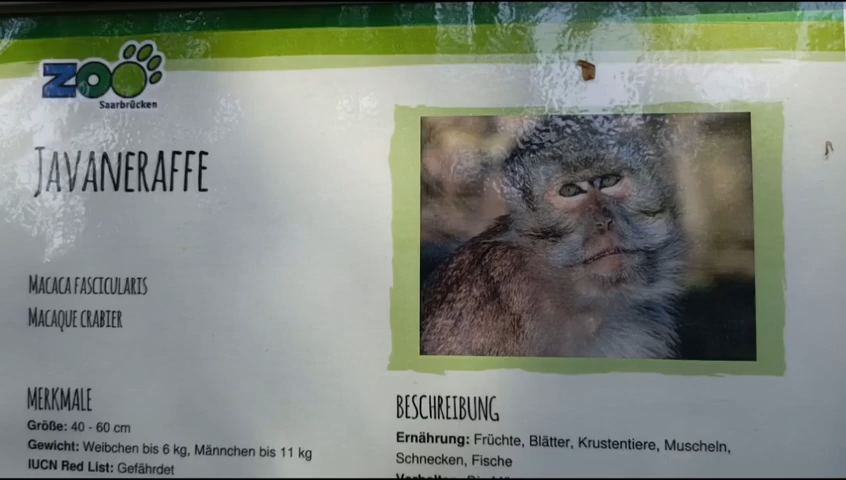 ZOO
Saarbrücken
JAVANERAFFE
MACACA FASCICULARIS
MACAQUE CRABIER
MERKMALE
Größe: 40 - 60 cm
Gewicht: Weibchen bis 6 kg, Männchen bis 11 kg
IUCN Red List: Gefährdet
BESCHREIBUNG
Ernährung: Früchte, Blätter, Krustentiere, Muscheln,
Schnecken, Fische